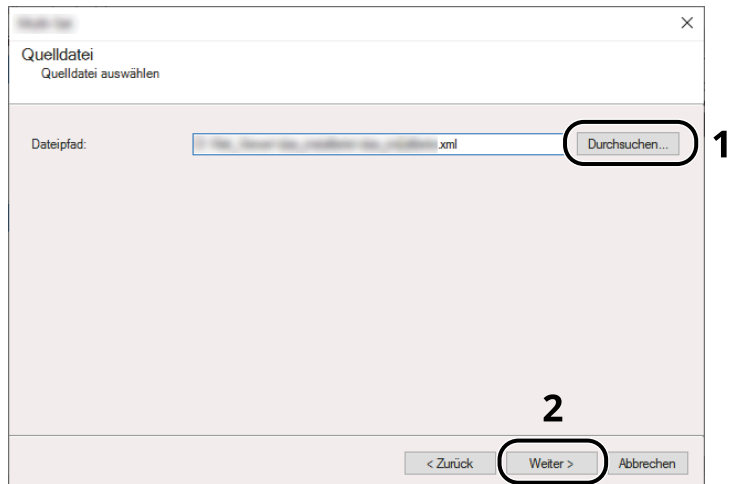 Quelldatei
Quelldatei auswählen
Dateipfad: .xml Durchsuchen... 1
2
< Zurück Weiter > Abbrechen